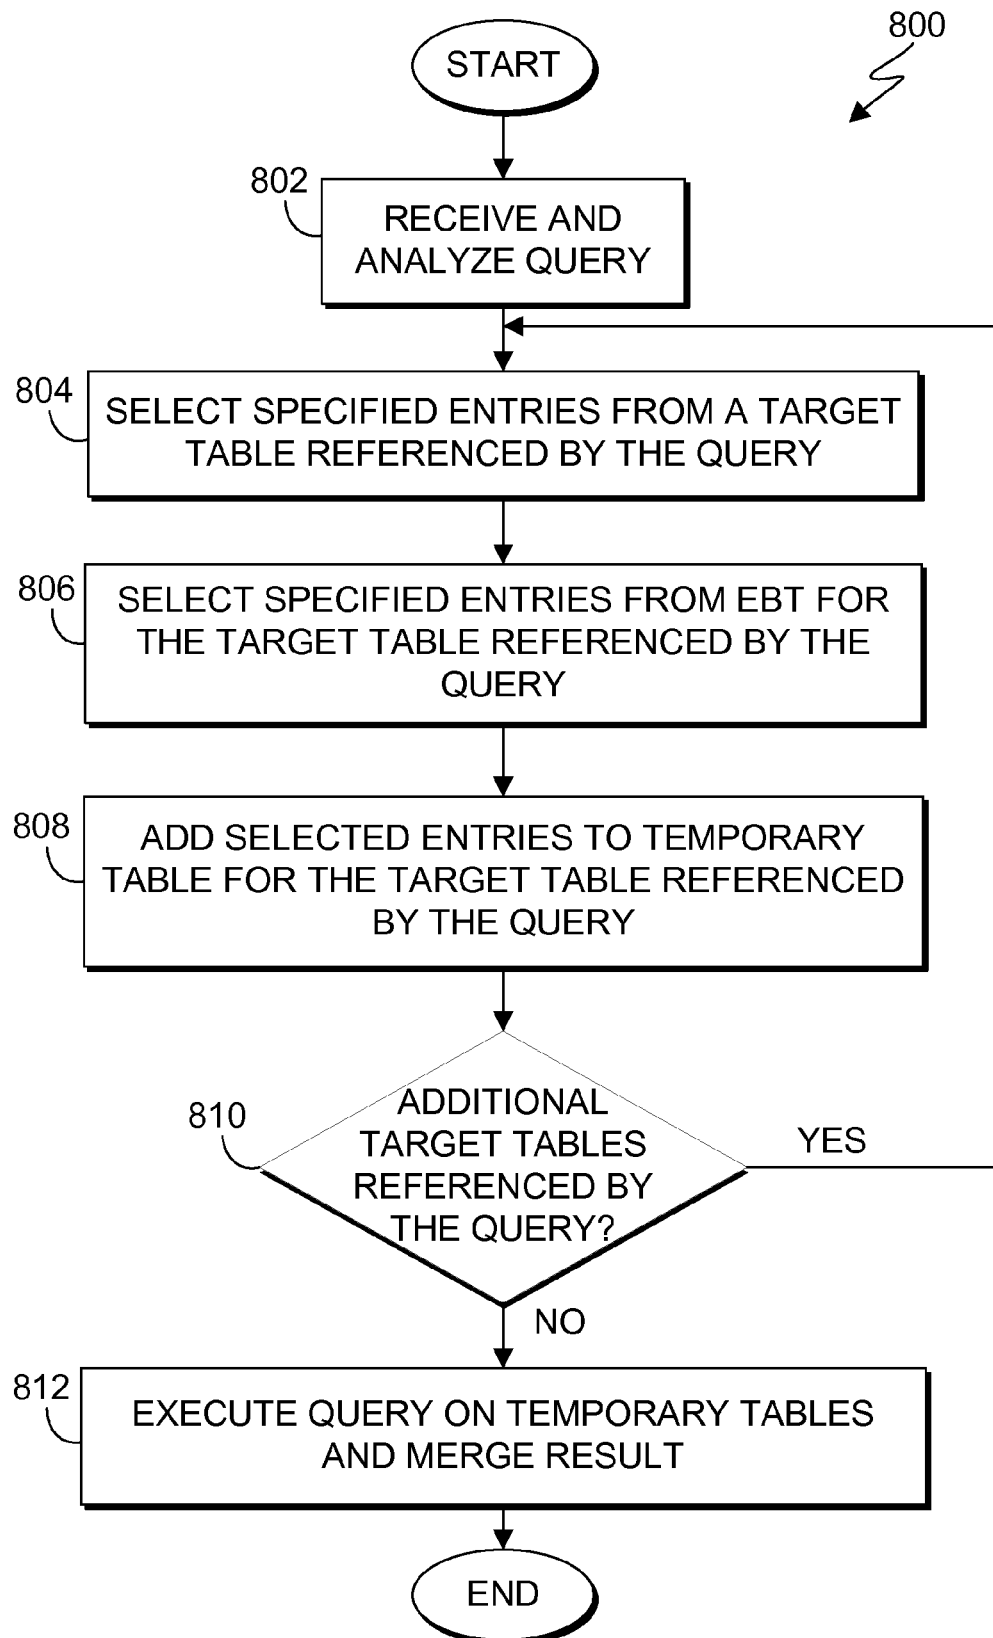 START
800
802
RECEIVE AND
ANALYZE QUERY
804
SELECT SPECIFIED ENTRIES FROM A TARGET
TABLE REFERENCED BY THE QUERY
806
SELECT SPECIFIED ENTRIES FROM EBT FOR
THE TARGET TABLE REFERENCED BY THE
QUERY
808
ADD SELECTED ENTRIES TO TEMPORARY
TABLE FOR THE TARGET TABLE REFERENCED
BY THE QUERY
810
ADDITIONAL
TARGET TABLES
REFERENCED BY
THE QUERY?
YES
NO
812
EXECUTE QUERY ON TEMPORARY TABLES
AND MERGE RESULT
END